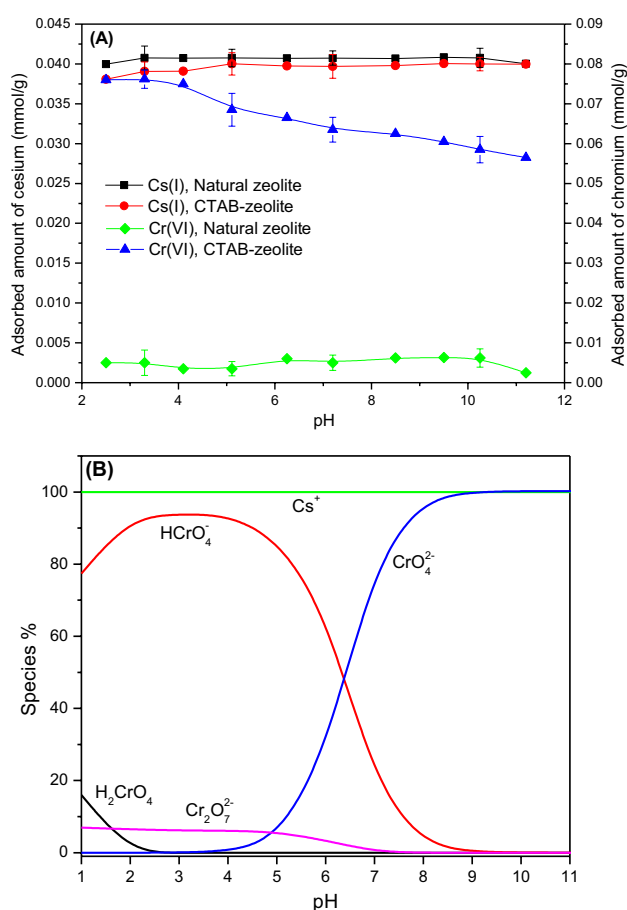 (A)
Adsorbed amount of cesium (mmol/g)
0.040
0.035
0.030
0.025
0.020
0.015
0.010
0.005
0.000
0.09
0.08
0.07
0.06
0.05
0.04
0.03
0.02
0.01
0.00
Adsorbed amount of chromium (mmol/g)
Cs(I), Natural zeolite
Cs(I), CTAB-zeolite
Cr(VI), Natural zeolite
Cr(VI), CTAB-zeolite
2 4 6 8 10 12
pH
(B)
Species %
100
80
60
40
20
0
Cs⁺
HCrO₄⁻
CrO₄²⁻
H₂CrO₄
Cr₂O₇²⁻
1 2 3 4 5 6 7 8 9 10 11
pH